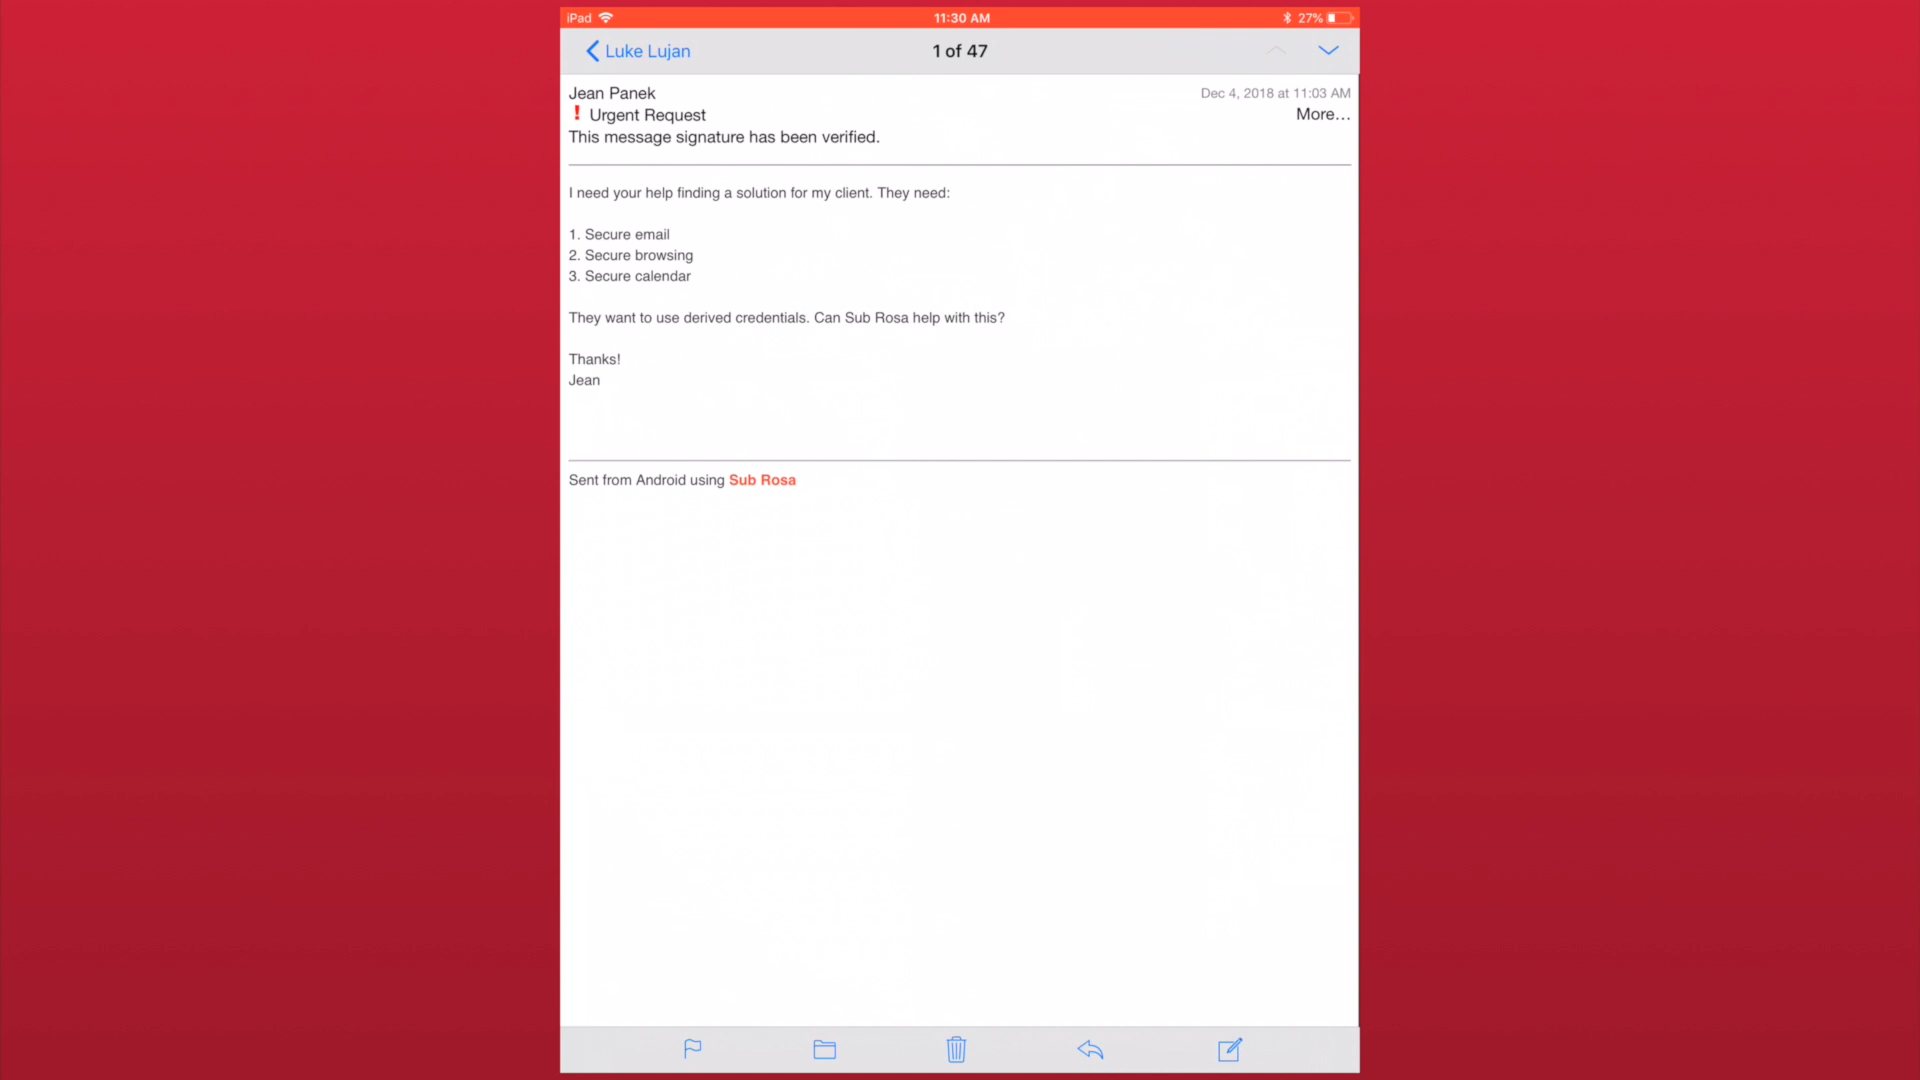 iPad 11:30 AM 27%
Luke Lujan 1 of 47
Jean Panek Dec 4, 2018 at 11:03 AM
! Urgent Request More...
This message signature has been verified.
I need your help finding a solution for my client. They need:
1. Secure email
2. Secure browsing
3. Secure calendar
They want to use derived credentials. Can Sub Rosa help with this?
Thanks!
Jean
Sent from Android using Sub Rosa